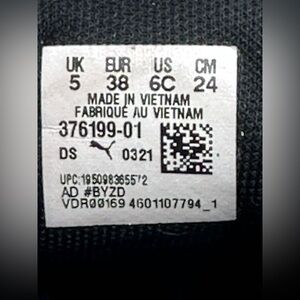 UK EUR US CM
5 38 6C 24
MADE IN VIETNAM
FABRIQUÉ AU VIETNAM
376199-01
DS 0321
UPC:195098365572
AD #BYZD
VDR00169 4601107794_1